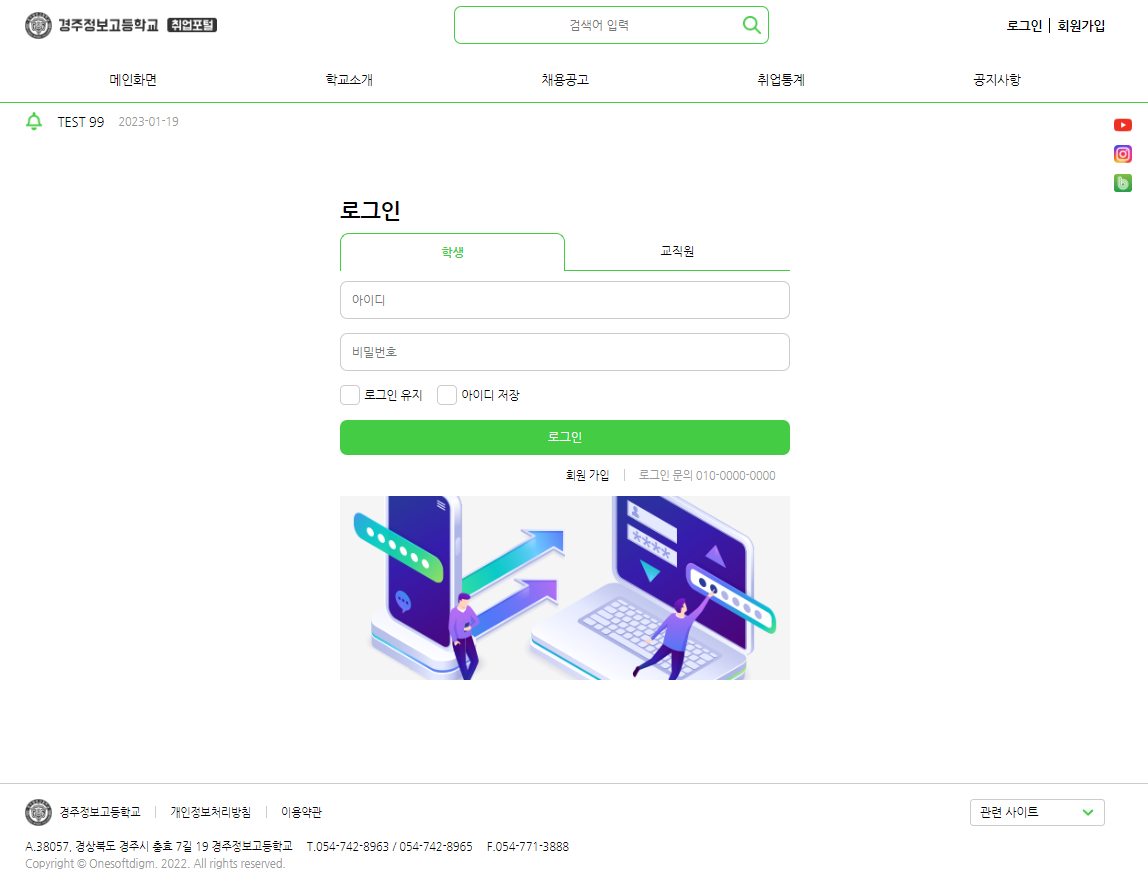 경주정보고등학교 취업포털
검색어 입력
로그인 | 회원가입
메인화면 학교소개 채용공고 취업통계 공지사항
TEST 99 2023-01-19
로그인
학생 교직원
아이디
비밀번호
로그인 유지 아이디 저장
로그인
회원 가입 | 로그인 문의 010-0000-0000
****
경주정보고등학교 | 개인정보처리방침 | 이용약관
관련 사이트
A.38057, 경상북도 경주시 충효 7길 19 경주정보고등학교 T.054-742-8963 / 054-742-8965 F.054-771-3888
Copyright © Onesoftdigm. 2022. All rights reserved.